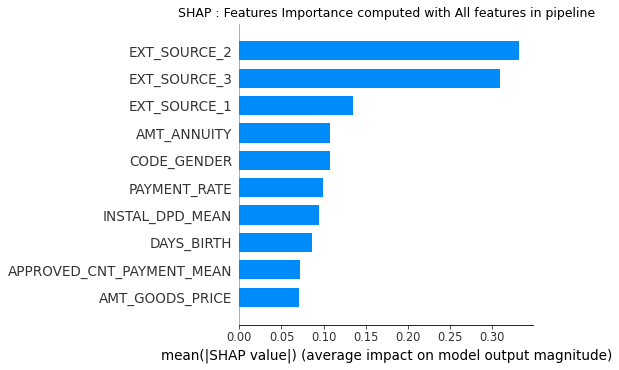 SHAP : Features Importance computed with All features in pipeline
EXT_SOURCE_2
EXT_SOURCE_3
EXT_SOURCE_1
AMT_ANNUITY
CODE_GENDER
PAYMENT_RATE
INSTAL_DPD_MEAN
DAYS_BIRTH
APPROVED_CNT_PAYMENT_MEAN
AMT_GOODS_PRICE
0.00 0.05 0.10 0.15 0.20 0.25 0.30
mean(|SHAP value|) (average impact on model output magnitude)